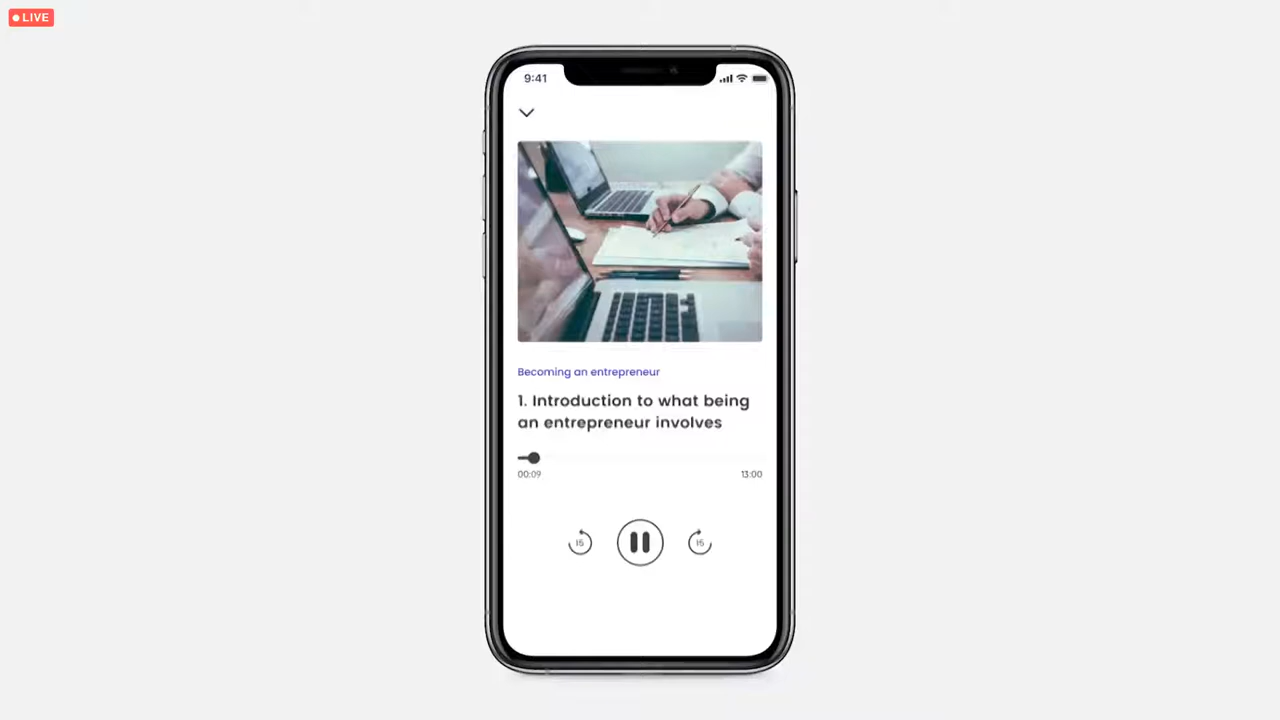 LIVE
9:41
Becoming an entrepreneur
1. Introduction to what being
an entrepreneur involves
00:09
13:00
15
15